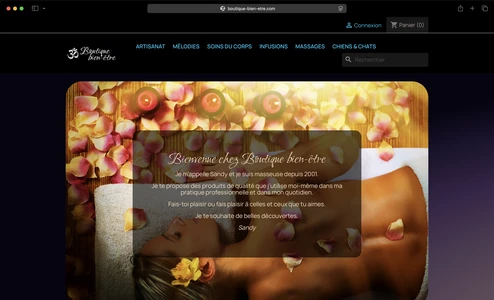 boutique-bien-etre.com
Connexion
Panier (0)
Boutique
bien-être
ARTISANAT MÉLODIES SOINS DU CORPS INFUSIONS MASSAGES CHIENS & CHATS
Rechercher
Bienvenue chez Boutique bien-être
Je m'appelle Sandy et je suis masseuse depuis 2001.
Je te propose des produits de qualité que j'utilise moi-même dans ma
pratique professionnelle et dans mon quotidien.
Fais-toi plaisir ou fais plaisir à celles et ceux que tu aimes.
Je te souhaite de belles découvertes.
Sandy